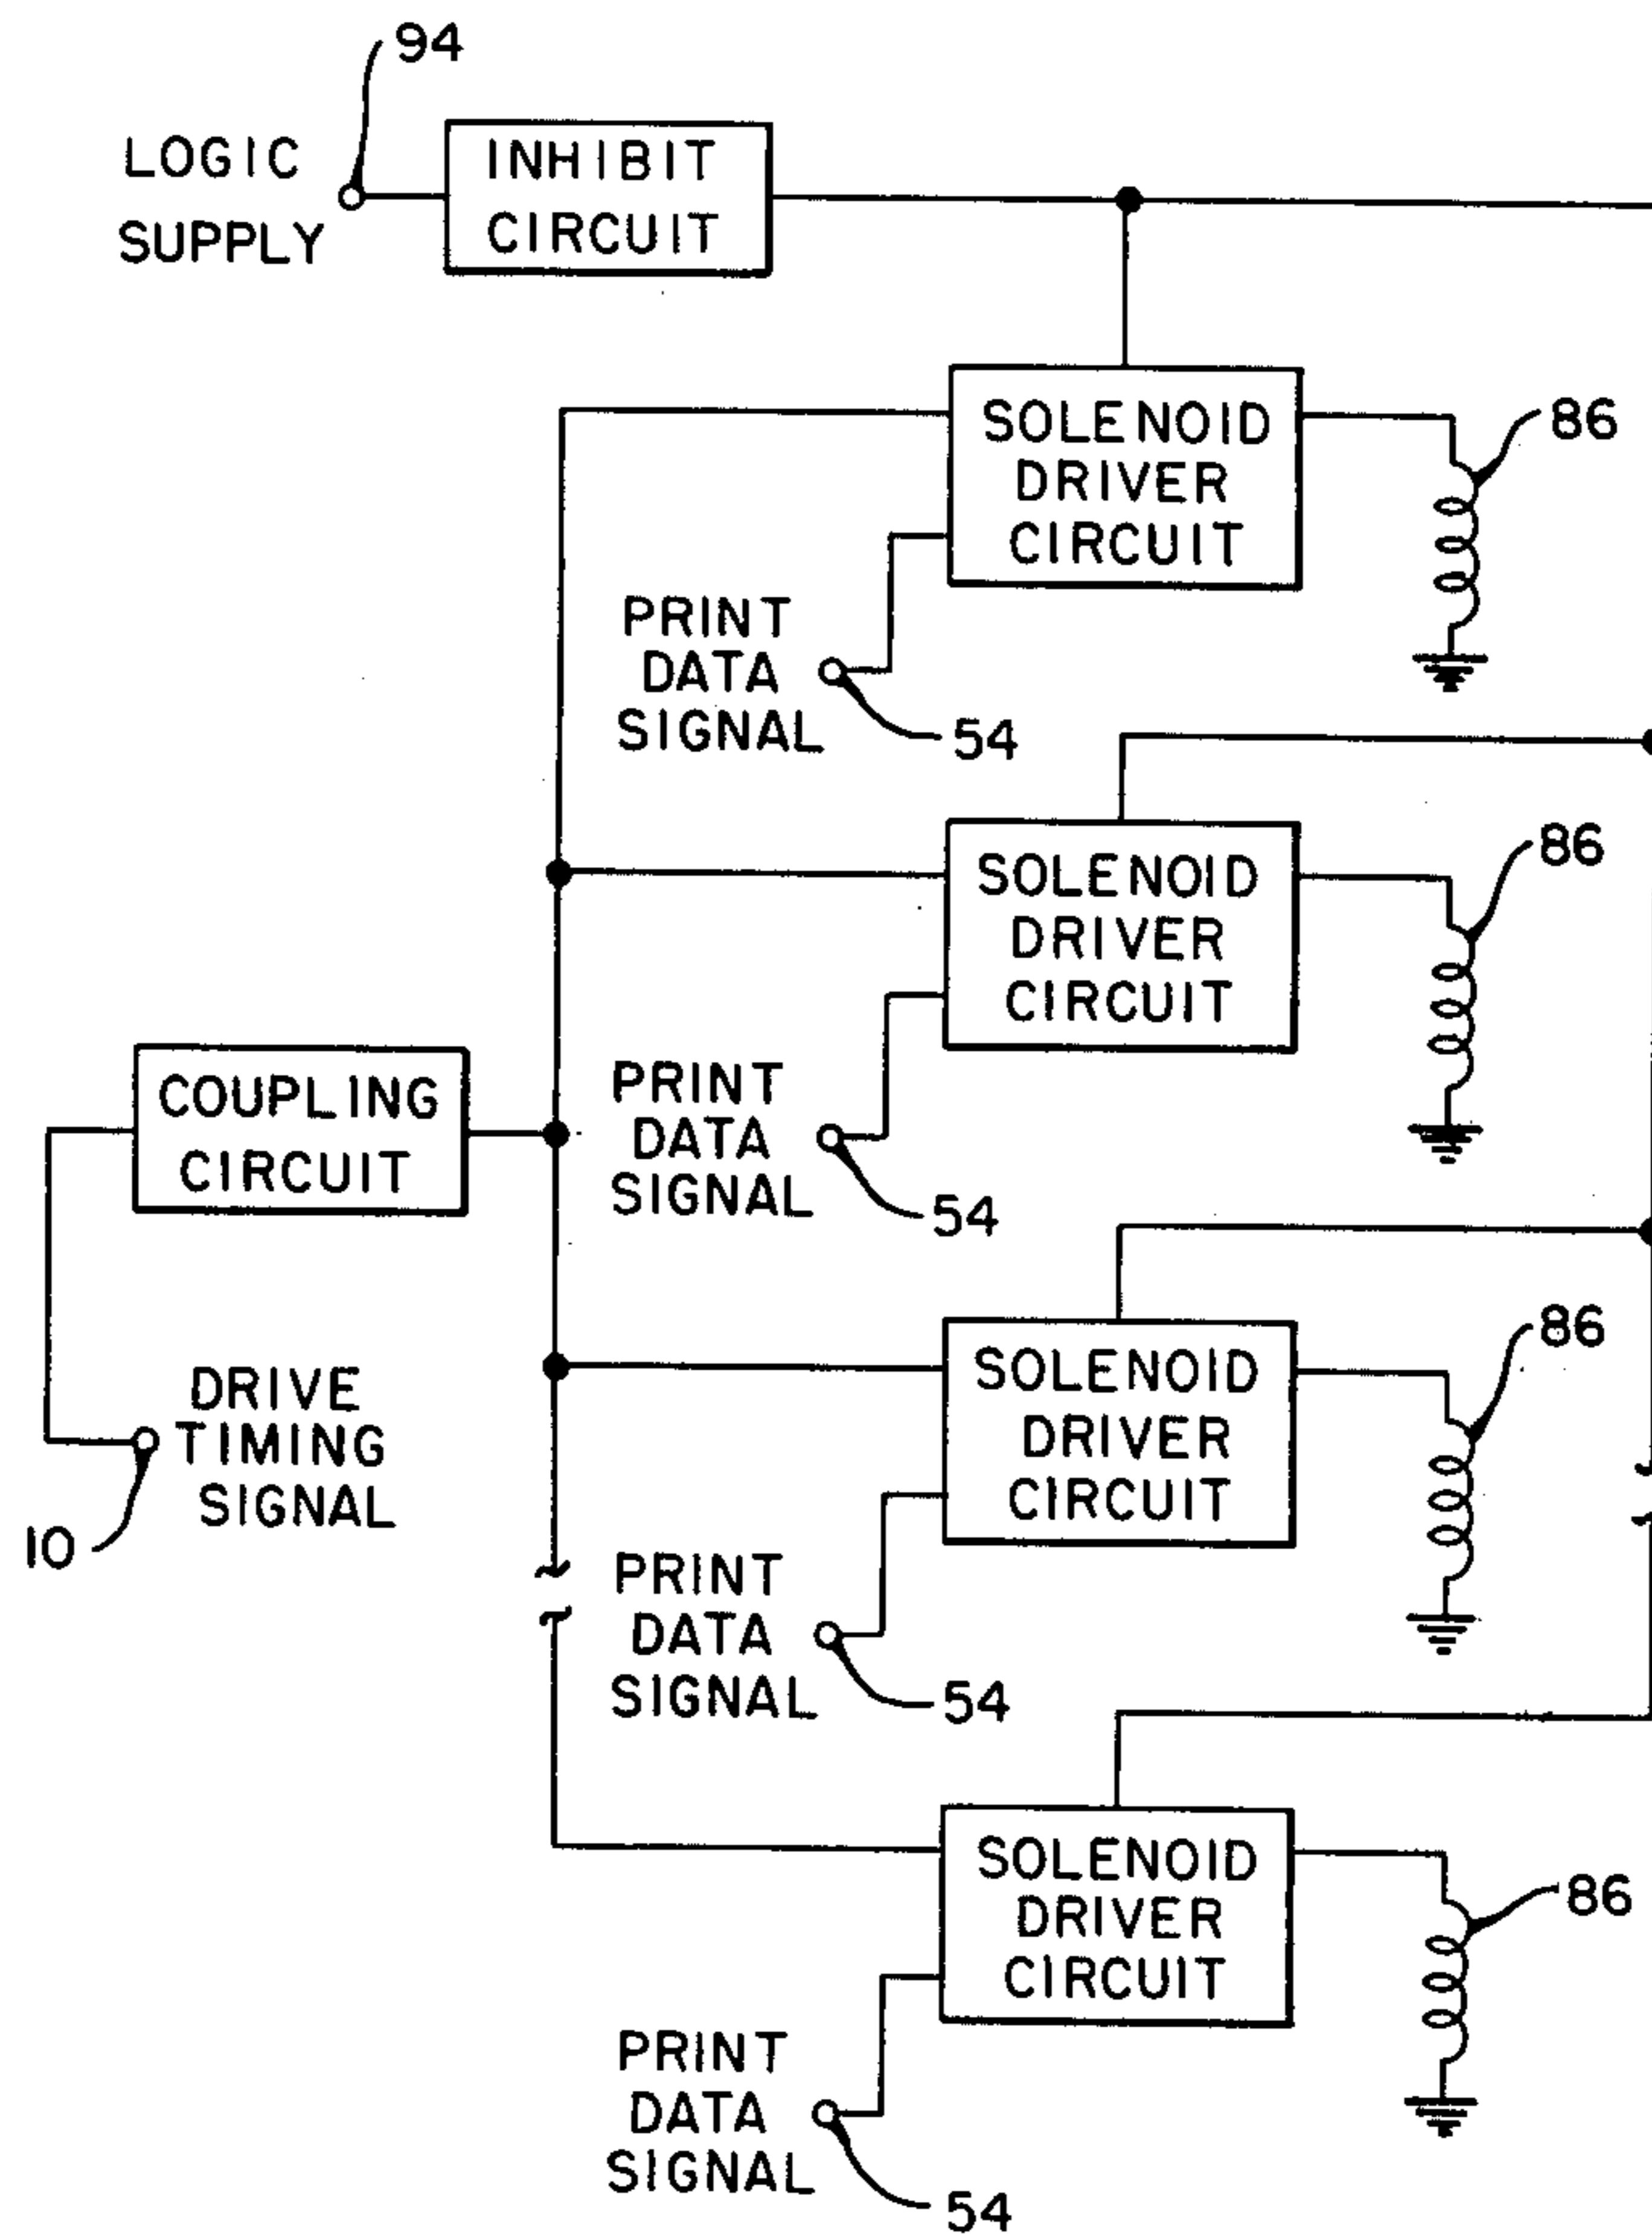 94
LOGIC
SUPPLY
INHIBIT
CIRCUIT
SOLENOID
DRIVER
CIRCUIT
86
PRINT
DATA
SIGNAL
54
SOLENOID
DRIVER
CIRCUIT
86
COUPLING
CIRCUIT
PRINT
DATA
SIGNAL
54
DRIVE
TIMING
SIGNAL
10
SOLENOID
DRIVER
CIRCUIT
86
PRINT
DATA
SIGNAL
54
SOLENOID
DRIVER
CIRCUIT
86
PRINT
DATA
SIGNAL
54